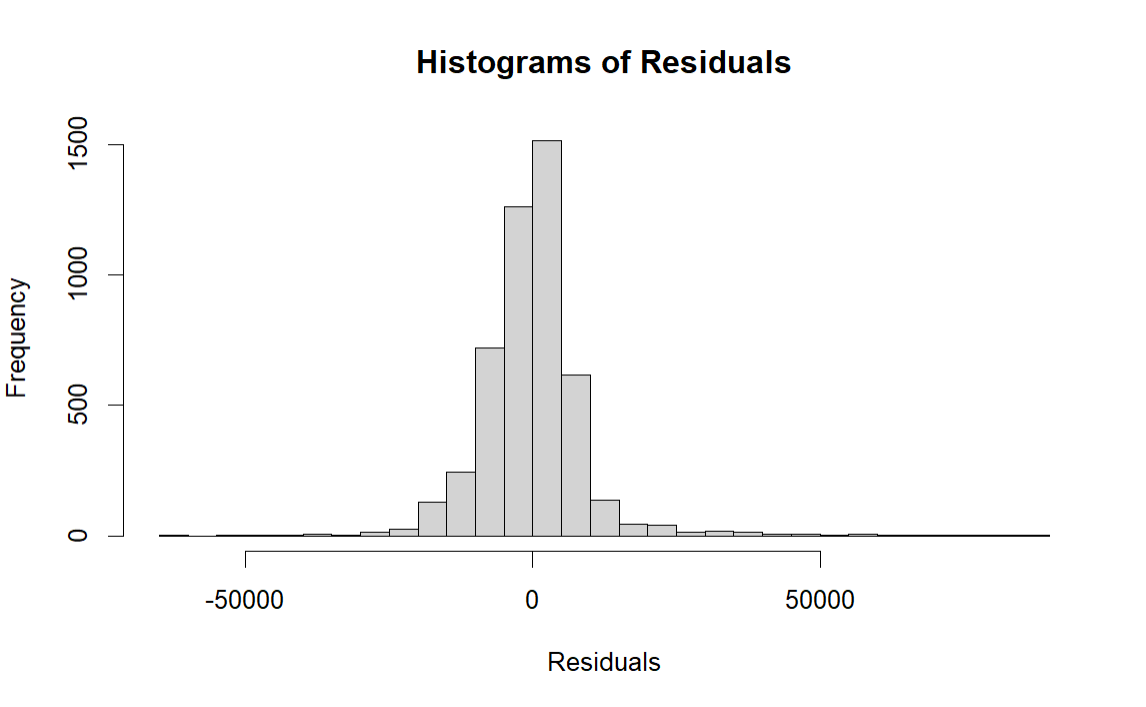 Histograms of Residuals
Frequency
1500
1000
500
0
-50000 0 50000
Residuals